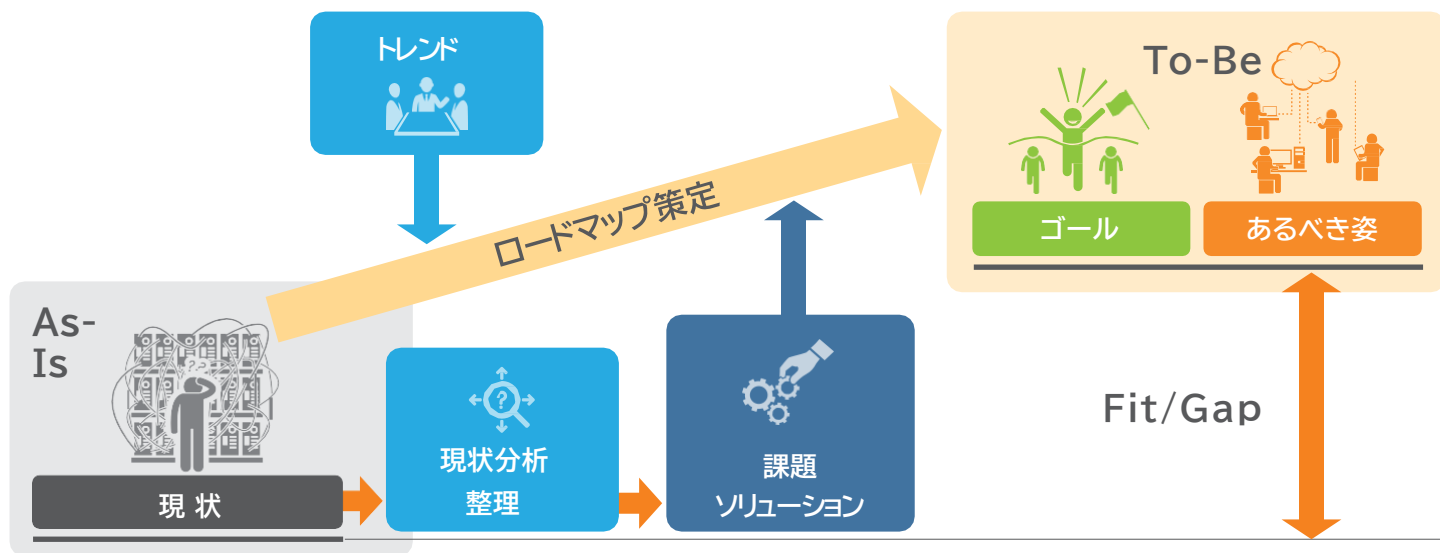 トレンド
To-Be
ロードマップ策定
ゴール
あるべき姿
As-
Is
??
?
現状分析
整理
課題
ソリューション
Fit/Gap
現 状